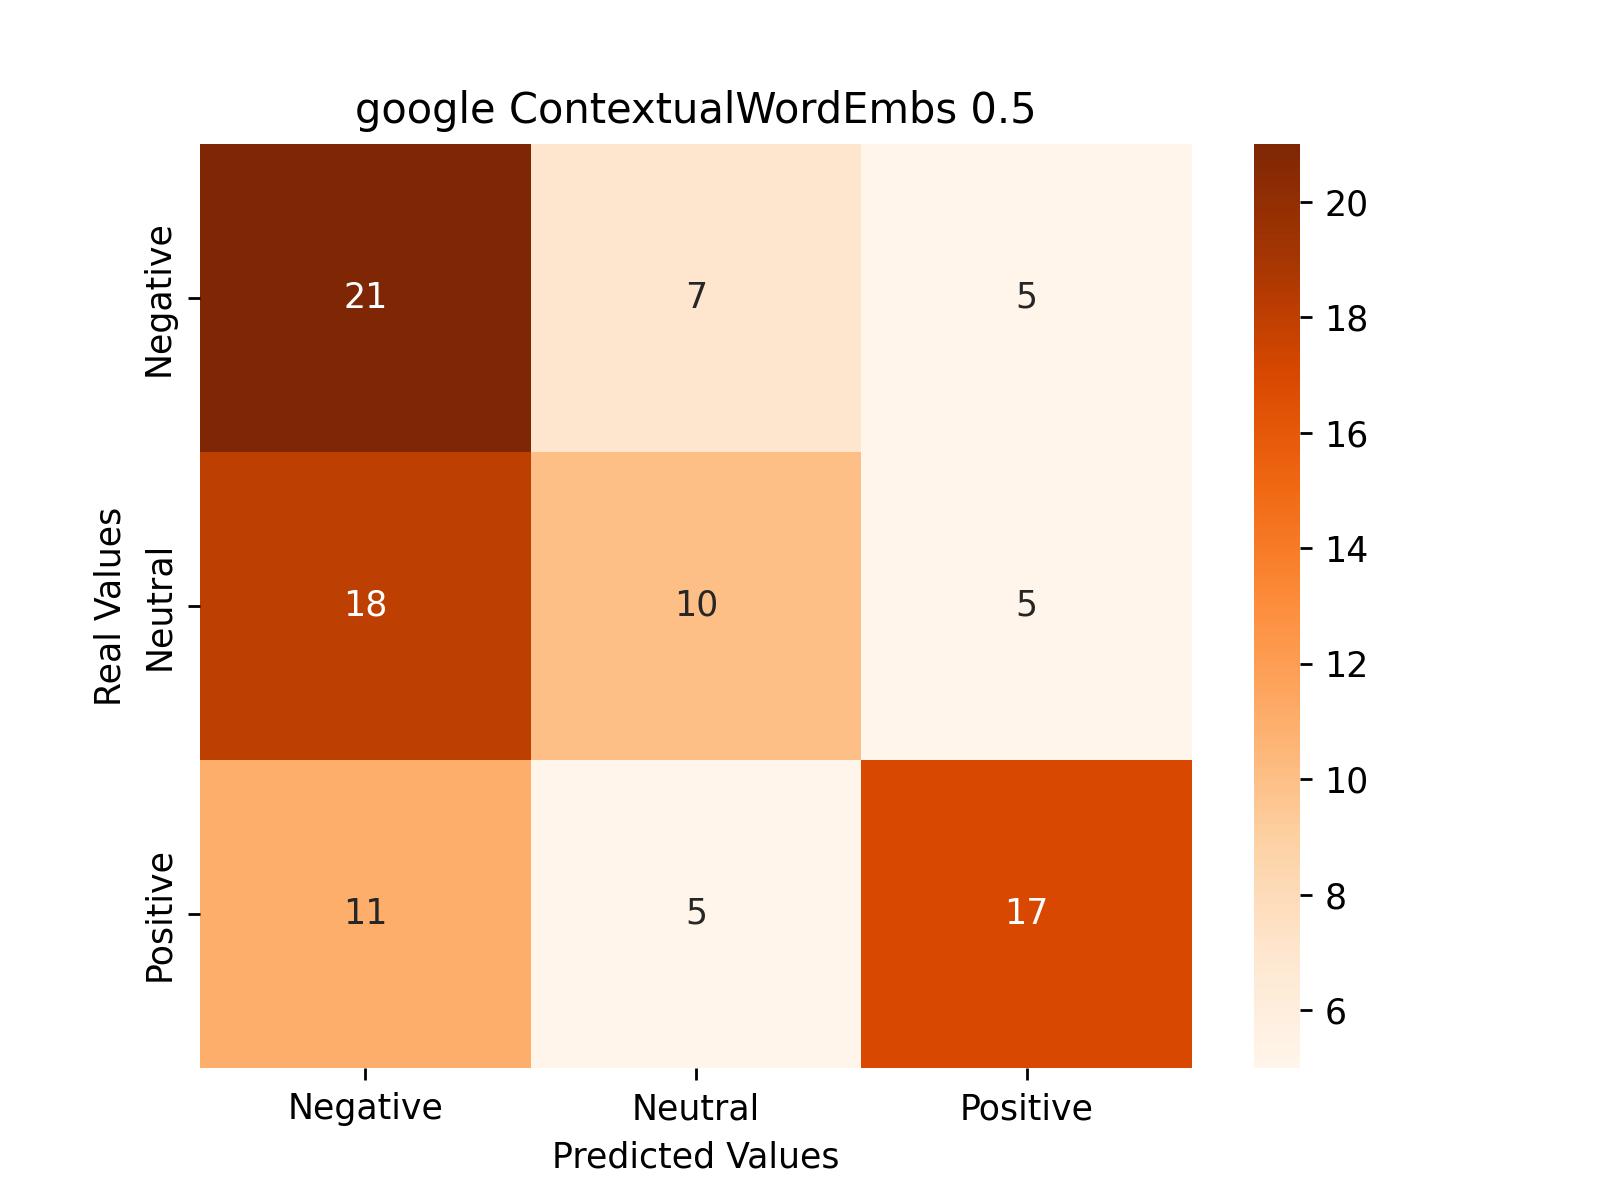 google ContextualWordEmbs 0.5
Real Values
Negative
21 7 5
Neutral
18 10 5
Positive
11 5 17
Negative Neutral Positive
Predicted Values
20
18
16
14
12
10
8
6